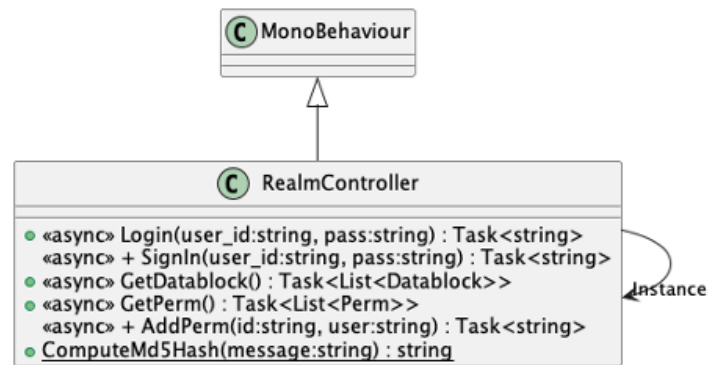 C MonoBehaviour
C RealmController
«async» Login(user_id:string, pass:string) : Task<string>
«async» + SignIn(user_id:string, pass:string) : Task<string>
«async» GetDatablock() : Task<List<Datablock>>
«async» GetPerm() : Task<List<Perm>>
«async» + AddPerm(id:string, user:string) : Task<string>
ComputeMd5Hash(message:string) : string
Instance